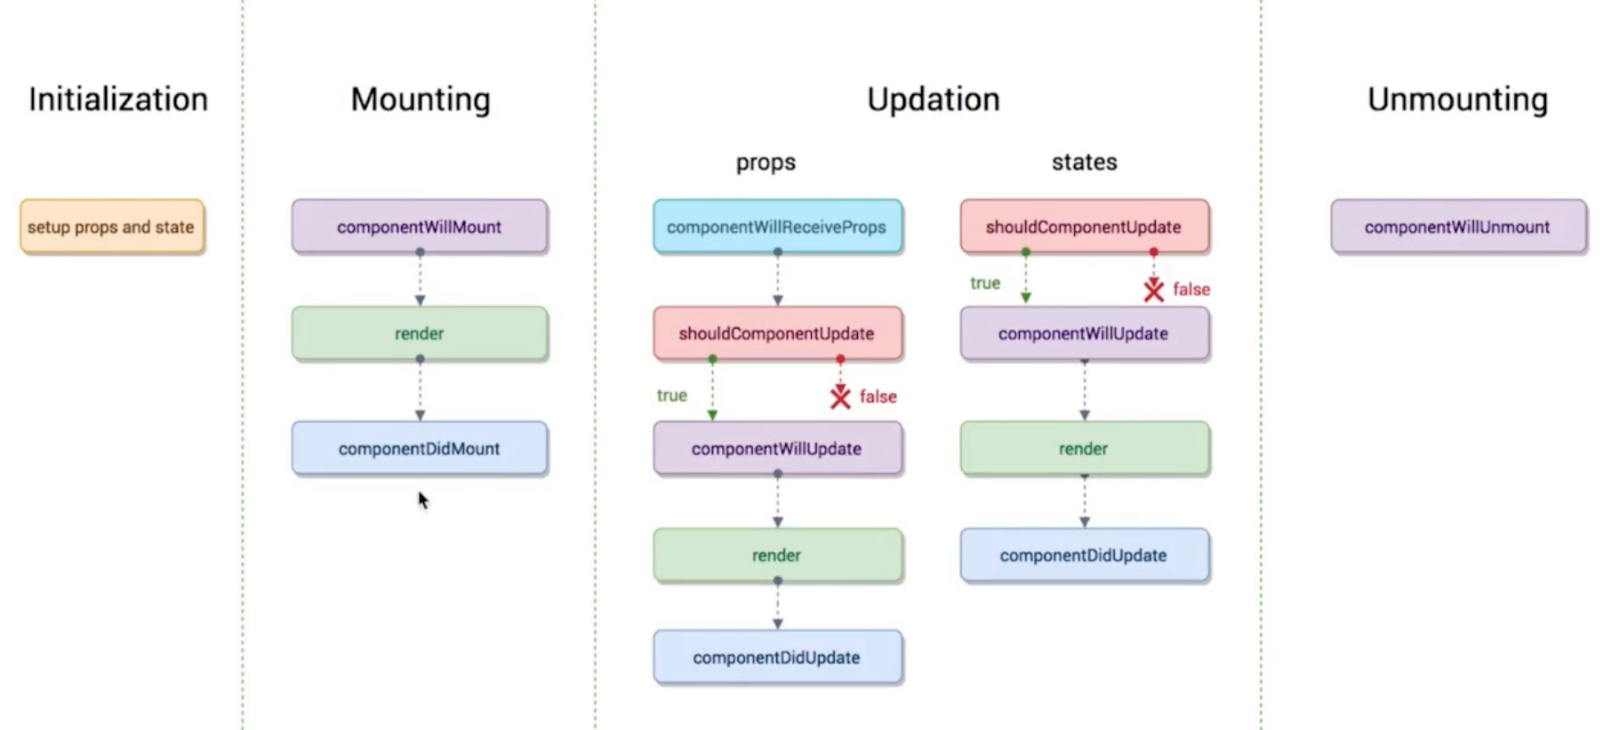 Initialization
setup props and state
Mounting
componentWillMount
render
componentDidMount
Updation
props
componentWillReceiveProps
shouldComponentUpdate
true
false
componentWillUpdate
render
componentDidUpdate
states
shouldComponentUpdate
true
false
componentWillUpdate
render
componentDidUpdate
Unmounting
componentWillUnmount